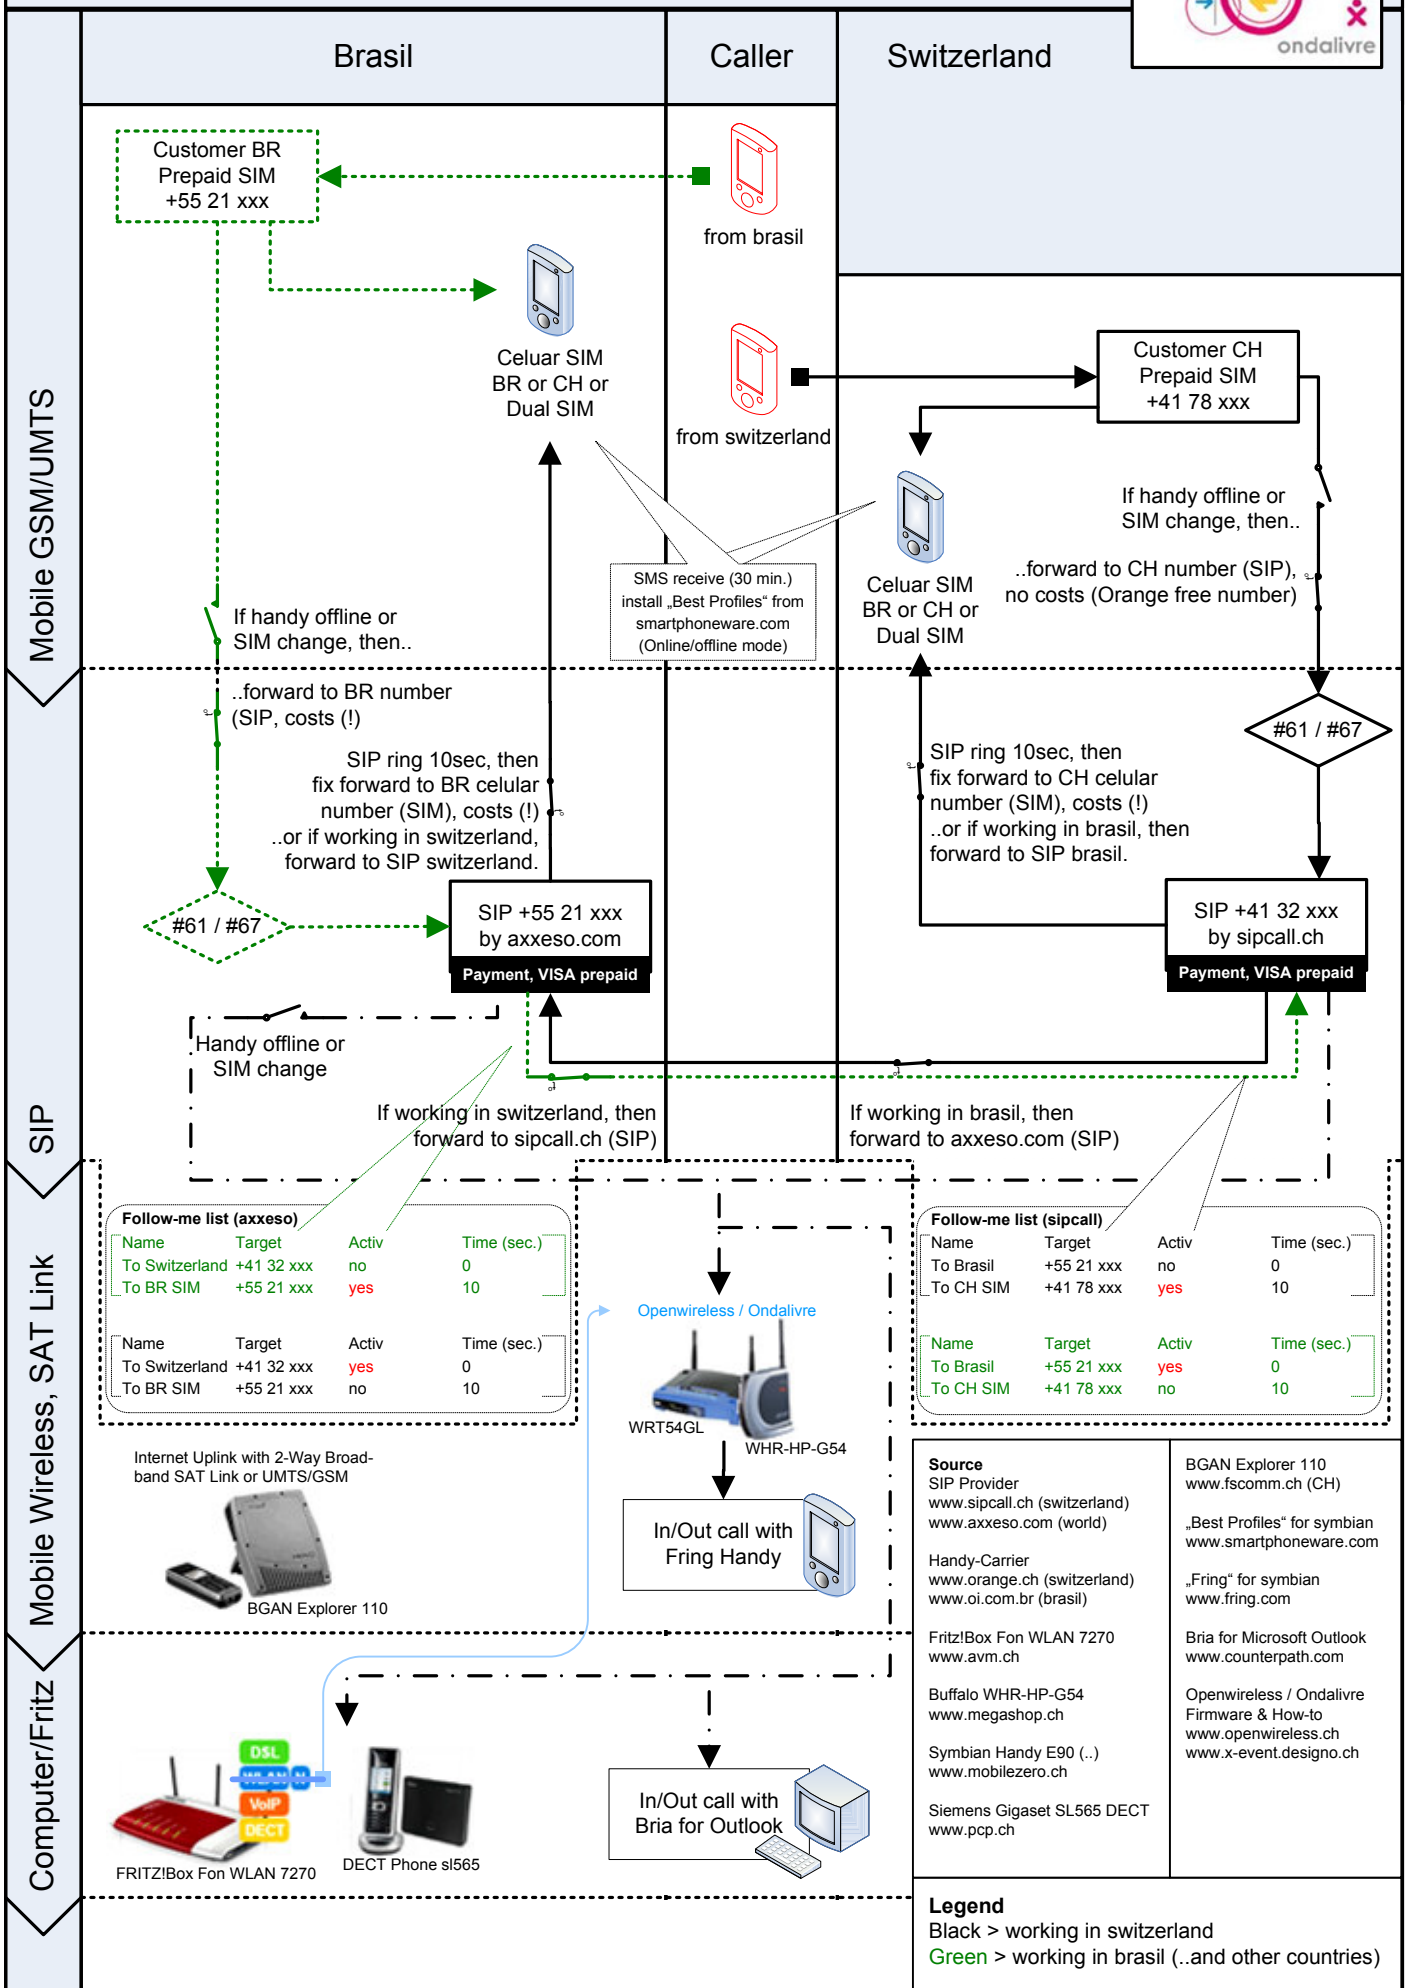 ondalivre
Brasil
Caller
Switzerland
Mobile GSM/UMTS
Customer BR
Prepaid SIM
+55 21 xxx
from brasil
Celuar SIM
BR or CH or
Dual SIM
from switzerland
Customer CH
Prepaid SIM
+41 78 xxx
If handy offline or
SIM change, then..
..forward to CH number (SIP),
no costs (Orange free number)
Celuar SIM
BR or CH or
Dual SIM
SMS receive (30 min.)
install „Best Profiles“ from
smartphoneware.com
(Online/offline mode)
If handy offline or
SIM change, then..
SIP
..forward to BR number
(SIP, costs (!)
SIP ring 10sec, then
fix forward to BR celular
number (SIM), costs (!)
..or if working in switzerland,
forward to SIP switzerland.
#61 / #67
SIP ring 10sec, then
fix forward to CH celular
number (SIM), costs (!)
..or if working in brasil, then
forward to SIP brasil.
#61 / #67
SIP +55 21 xxx
by axxeso.com
Payment, VISA prepaid
SIP +41 32 xxx
by sipcall.ch
Payment, VISA prepaid
Handy offline or
SIM change
If working in switzerland, then
forward to sipcall.ch (SIP)
If working in brasil, then
forward to axxeso.com (SIP)
Mobile Wireless, SAT Link
Follow-me list (axxeso)
Name Target Activ Time (sec.)
To Switzerland +41 32 xxx no 0
To BR SIM +55 21 xxx yes 10
Name Target Activ Time (sec.)
To Switzerland +41 32 xxx yes 0
To BR SIM +55 21 xxx no 10
Follow-me list (sipcall)
Name Target Activ Time (sec.)
To Brasil +55 21 xxx no 0
To CH SIM +41 78 xxx yes 10
Name Target Activ Time (sec.)
To Brasil +55 21 xxx yes 0
To CH SIM +41 78 xxx no 10
Openwireless / Ondalivre
WRT54GL
WHR-HP-G54
Internet Uplink with 2-Way Broad-
band SAT Link or UMTS/GSM
BGAN Explorer 110
In/Out call with
Fring Handy
Computer/Fritz
DSL
WLAN N
VoIP
DECT
FRITZ!Box Fon WLAN 7270
DECT Phone sl565
In/Out call with
Bria for Outlook
Source
SIP Provider
www.sipcall.ch (switzerland)
www.axxeso.com (world)
Handy-Carrier
www.orange.ch (switzerland)
www.oi.com.br (brasil)
Fritz!Box Fon WLAN 7270
www.avm.ch
Buffalo WHR-HP-G54
www.megashop.ch
Symbian Handy E90 (..)
www.mobilezero.ch
Siemens Gigaset SL565 DECT
www.pcp.ch
BGAN Explorer 110
www.fscomm.ch (CH)
„Best Profiles“ for symbian
www.smartphoneware.com
„Fring“ for symbian
www.fring.com
Bria for Microsoft Outlook
www.counterpath.com
Openwireless / Ondalivre
Firmware & How-to
www.openwireless.ch
www.x-event.designo.ch
Legend
Black > working in switzerland
Green > working in brasil (..and other countries)